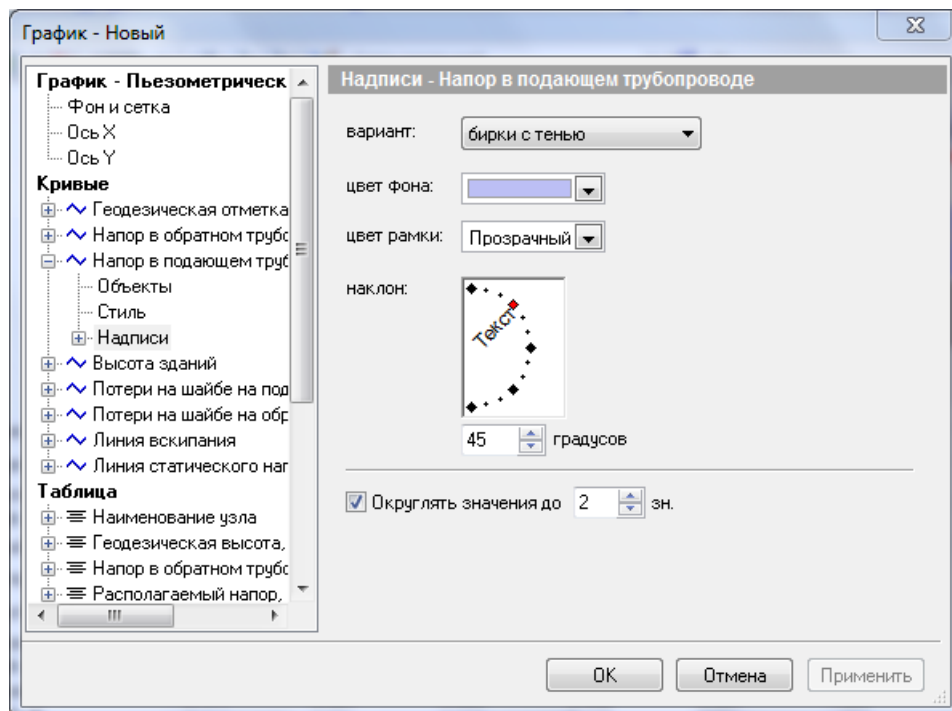 График - Новый
График - Пьезометрическ
Фон и сетка
Ось X
Ось Y
Кривые
Геодезическая отметка
Напор в обратном трубо
Напор в подающем труб
Объекты
Стиль
Надписи
Высота зданий
Потери на шайбе на под
Потери на шайбе на обр
Линия вскипания
Линия статического нап
Таблица
Наименование узла
Геодезическая высота,
Напор в обратном трубо
Располагаемый напор,
Надписи - Напор в подающем трубопроводе
вариант: бирки с тенью
цвет фона:
цвет рамки: Прозрачный
наклон:
Текст
45 градусов
Округлять значения до 2 зн.
OK Отмена Применить